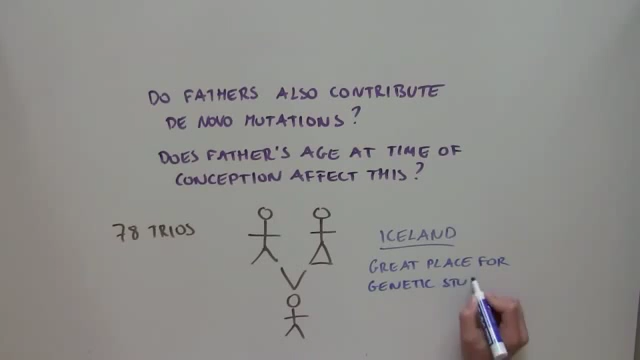 DO FATHERS ALSO CONTRIBUTE
DE NOVO MUTATIONS?
DOES FATHER'S AGE AT TIME OF
CONCEPTION AFFECT THIS?
78 TRIOS
ICELAND
GREAT PLACE FOR
GENETIC STU